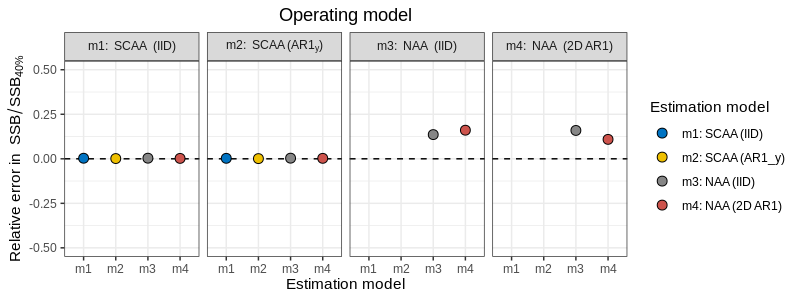 Operating model
m1: SCAA (IID) m2: SCAA (AR1y) m3: NAA (IID) m4: NAA (2D AR1)
Relative error in SSB/SSB40%
0.50
0.25
0.00
-0.25
-0.50
m1 m2 m3 m4 m1 m2 m3 m4 m1 m2 m3 m4 m1 m2 m3 m4
Estimation model
Estimation model
m1: SCAA (IID)
m2: SCAA (AR1_y)
m3: NAA (IID)
m4: NAA (2D AR1)